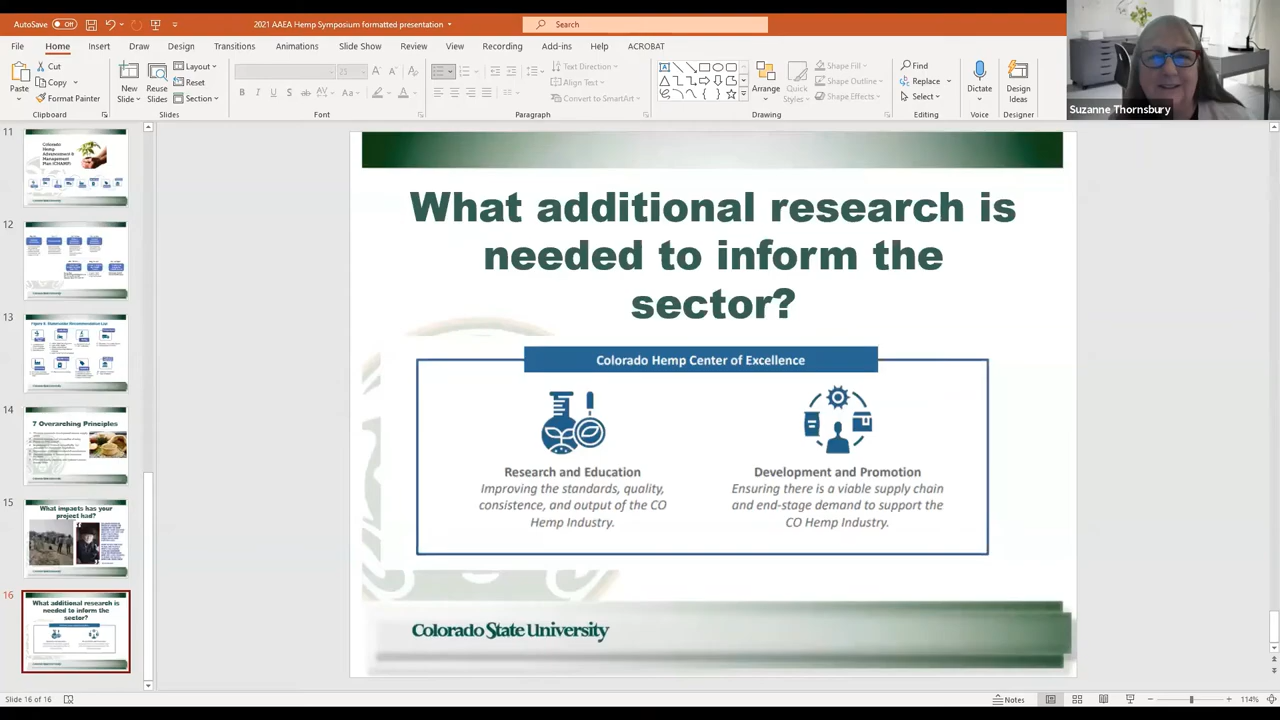 AutoSave Off 2021 AAEA Hemp Symposium formatted presentation Search
File Home Insert Draw Design Transitions Animations Slide Show Review View Recording Add-ins Help ACROBAT
Paste
Cut
Copy
Format Painter
Clipboard
New Slide
Reuse Slides
Layout
Reset
Section
Slides
Font
Text Direction
Align Text
Convert to SmartArt
Paragraph
Arrange
Quick Styles
Shape Fill
Shape Outline
Shape Effects
Drawing
Find
Replace
Select
Editing
Dictate
Voice
Design Ideas
Designer
Suzanne Thornsbury
11
Colorado
Hemp
Advancement &
Management
Plan (CHAMP)
12
13
14
7 Overarching Principles
15
What impacts has your
project had?
16
What additional research is
needed to inform the
sector?
What additional research is
needed to inform the
sector?
Colorado Hemp Center of Excellence
Research and Education
Improving the standards, quality,
consistence, and output of the CO
Hemp Industry.
Development and Promotion
Ensuring there is a viable supply chain
and end-stage demand to support the
CO Hemp Industry.
Colorado State University
Slide 16 of 16 Notes 114%